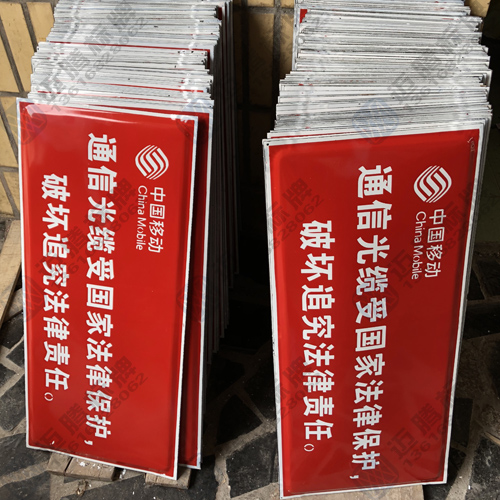 中国移动
China Mobile
通信光缆受国家法律保护，
破坏追究法律责任。
中国移动
China Mobile
通信光缆受国家法律保护，
破坏追究法律责任。